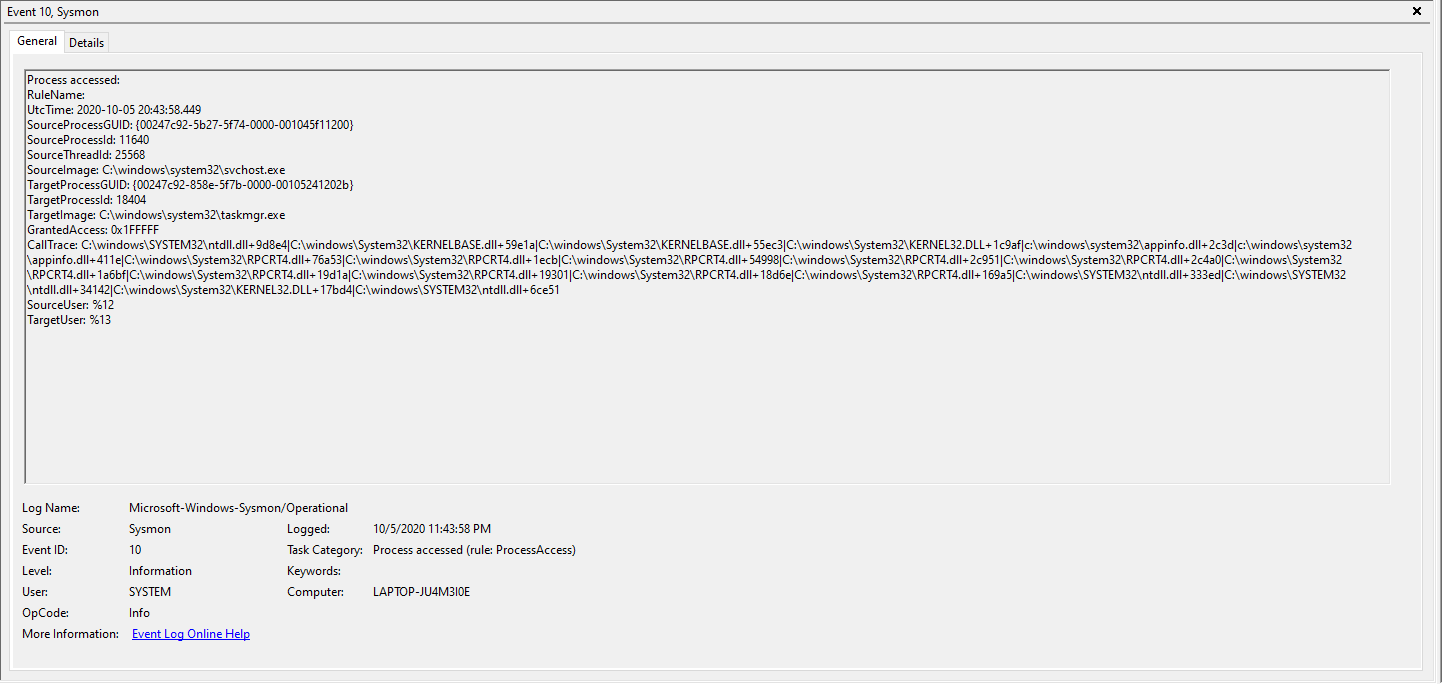 Event 10, Sysmon
General Details
Process accessed:
RuleName:
UtcTime: 2020-10-05 20:43:58.449
SourceProcessGUID: {00247c92-5b27-5f74-0000-001045f11200}
SourceProcessId: 11640
SourceThreadId: 25568
SourceImage: C:\windows\system32\svchost.exe
TargetProcessGUID: {00247c92-858e-5f7b-0000-00105241202b}
TargetProcessId: 18404
TargetImage: C:\windows\system32\taskmgr.exe
GrantedAccess: 0x1FFFFF
CallTrace: C:\windows\SYSTEM32\ntdll.dll+9d8e4|C:\windows\System32\KERNELBASE.dll+59e1a|C:\windows\System32\KERNELBASE.dll+55ec3|C:\windows\System32\KERNEL32.DLL+1c9af|c:\windows\system32\appinfo.dll+2c3d|c:\windows\system32
\appinfo.dll+411e|C:\windows\System32\RPCRT4.dll+76a53|C:\windows\System32\RPCRT4.dll+1ecb|C:\windows\System32\RPCRT4.dll+54998|C:\windows\System32\RPCRT4.dll+2c951|C:\windows\System32\RPCRT4.dll+2c4a0|C:\windows\System32
\RPCRT4.dll+1a6bf|C:\windows\System32\RPCRT4.dll+19d1a|C:\windows\System32\RPCRT4.dll+19301|C:\windows\System32\RPCRT4.dll+18d6e|C:\windows\System32\RPCRT4.dll+169a5|C:\windows\SYSTEM32\ntdll.dll+333ed|C:\windows\SYSTEM32
\ntdll.dll+34142|C:\windows\System32\KERNEL32.DLL+17bd4|C:\windows\SYSTEM32\ntdll.dll+6ce51
SourceUser: %12
TargetUser: %13
Log Name: Microsoft-Windows-Sysmon/Operational
Source: Sysmon Logged: 10/5/2020 11:43:58 PM
Event ID: 10 Task Category: Process accessed (rule: ProcessAccess)
Level: Information Keywords:
User: SYSTEM Computer: LAPTOP-JU4M3I0E
OpCode: Info
More Information: Event Log Online Help